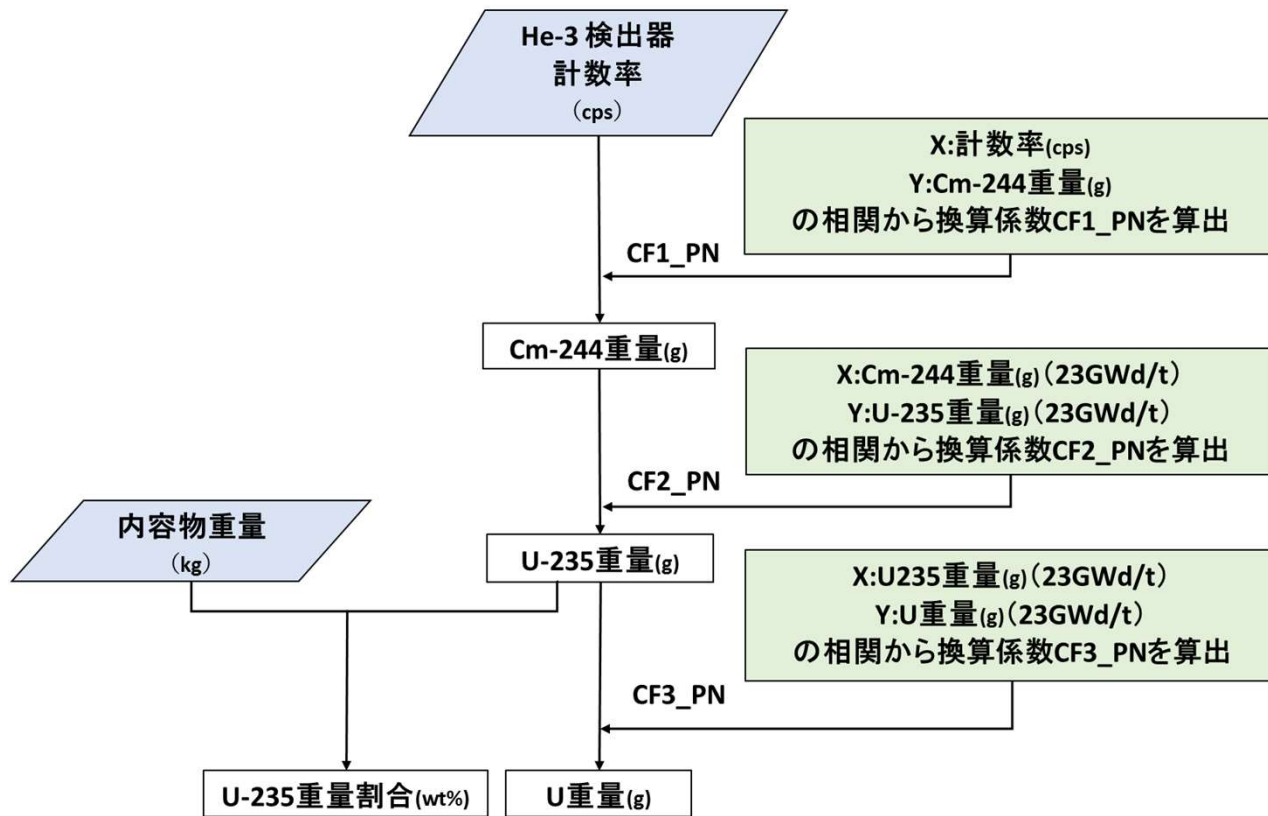 He-3 検出器
計数率
（cps）
X:計数率(cps)
Y:Cm-244重量(g)
の相関から換算係数CF1_PNを算出
CF1_PN
Cm-244重量(g)
X:Cm-244重量(g)（23GWd/t）
Y:U-235重量(g)（23GWd/t）
の相関から換算係数CF2_PNを算出
CF2_PN
内容物重量
（kg）
U-235重量(g)
X:U235重量(g)（23GWd/t）
Y:U重量(g)（23GWd/t）
の相関から換算係数CF3_PNを算出
CF3_PN
U-235重量割合(wt%)
U重量(g)